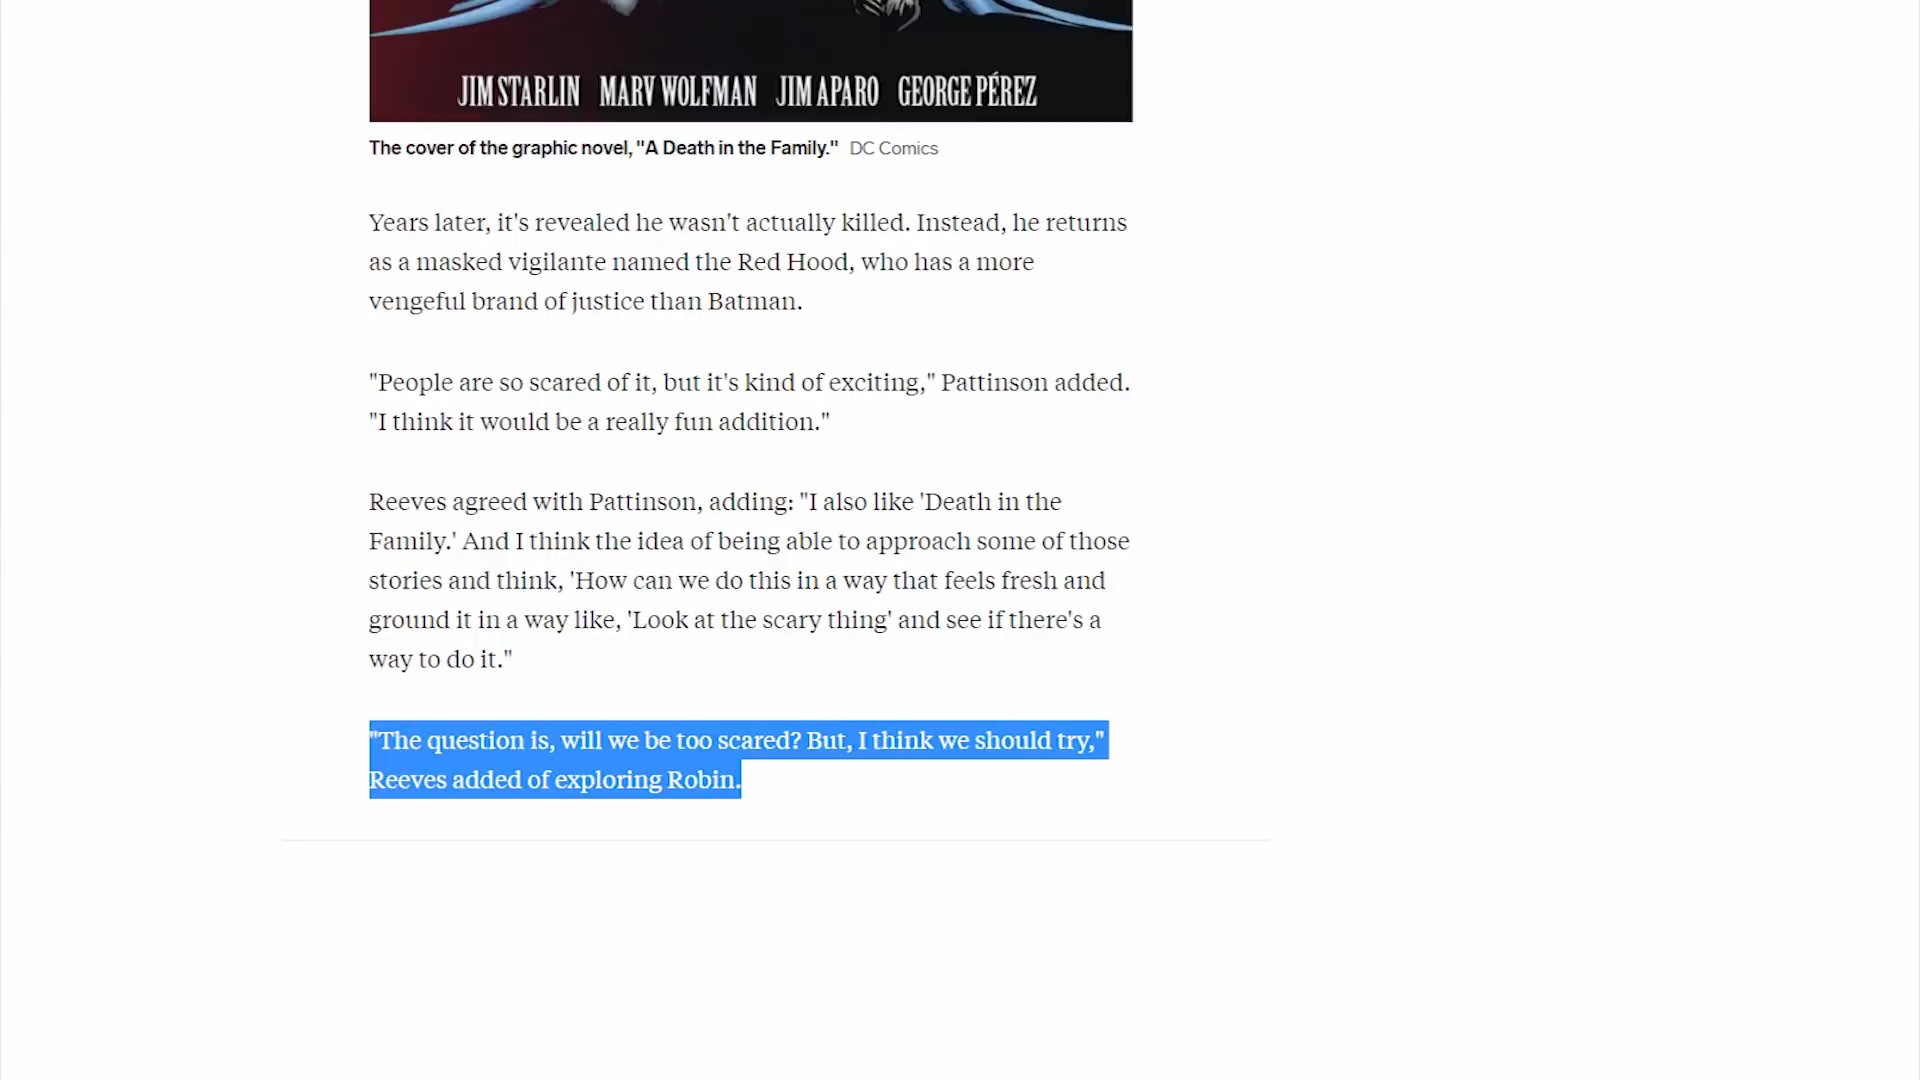 JIM STARLIN MARV WOLFMAN JIM APARO GEORGE PÉREZ
The cover of the graphic novel, "A Death in the Family." DC Comics
Years later, it's revealed he wasn't actually killed. Instead, he returns
as a masked vigilante named the Red Hood, who has a more
vengeful brand of justice than Batman.
"People are so scared of it, but it's kind of exciting," Pattinson added.
"I think it would be a really fun addition."
Reeves agreed with Pattinson, adding: "I also like 'Death in the
Family.' And I think the idea of being able to approach some of those
stories and think, 'How can we do this in a way that feels fresh and
ground it in a way like, 'Look at the scary thing' and see if there's a
way to do it."
"The question is, will we be too scared? But, I think we should try,"
Reeves added of exploring Robin.